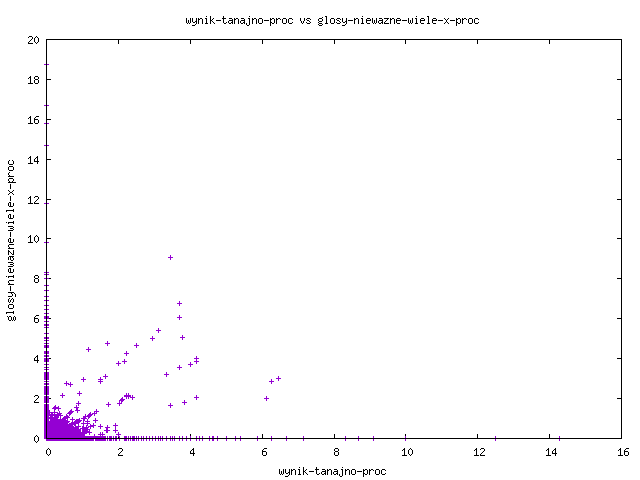 wynik-tanajno-proc vs glosy-niewazne-wiele-x-proc
20
18
16
14
12
10
8
6
4
2
0
glosy-niewazne-wiele-x-proc
0 2 4 6 8 10 12 14 16
wynik-tanajno-proc